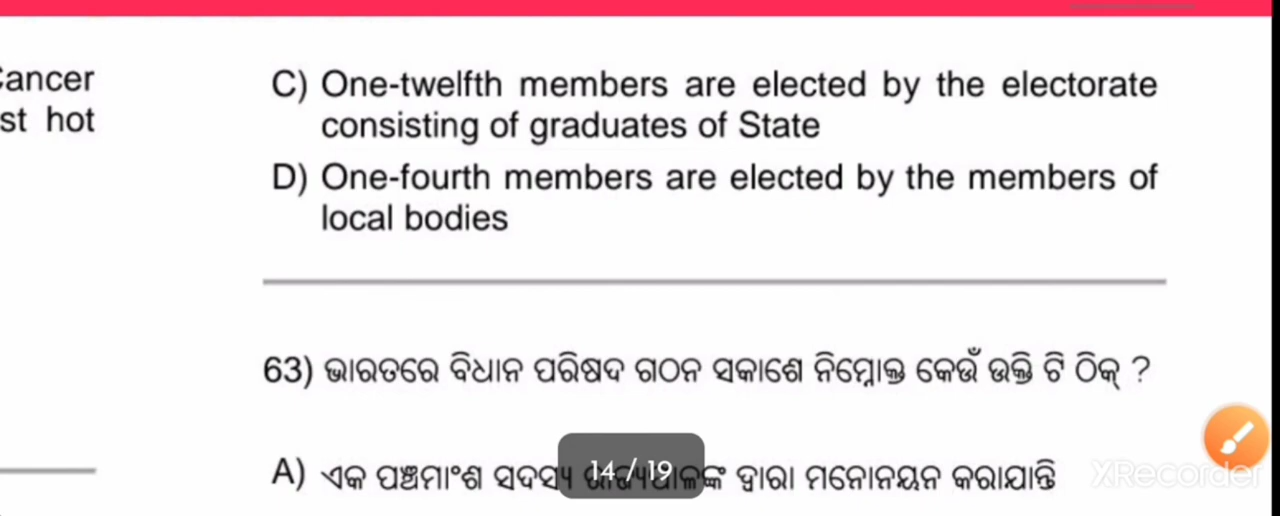 Cancer
st hot
C) One-twelfth members are elected by the electorate
consisting of graduates of State
D) One-fourth members are elected by the members of
local bodies
63) ଭାରତରେ ବିଧାନ ପରିଷଦ ଗଠନ ସକାଶେ ନିମ୍ନୋକ୍ତ କେଉଁ ଉକ୍ତି ଟି ଠିକ୍ ?
A) ଏକ ପଞ୍ଚମାଂଶ ସଦସ୍ୟ ଦ୍ୱାରା ମନୋନୟନ କରାଯାନ୍ତି
14 / 19
XRecorder